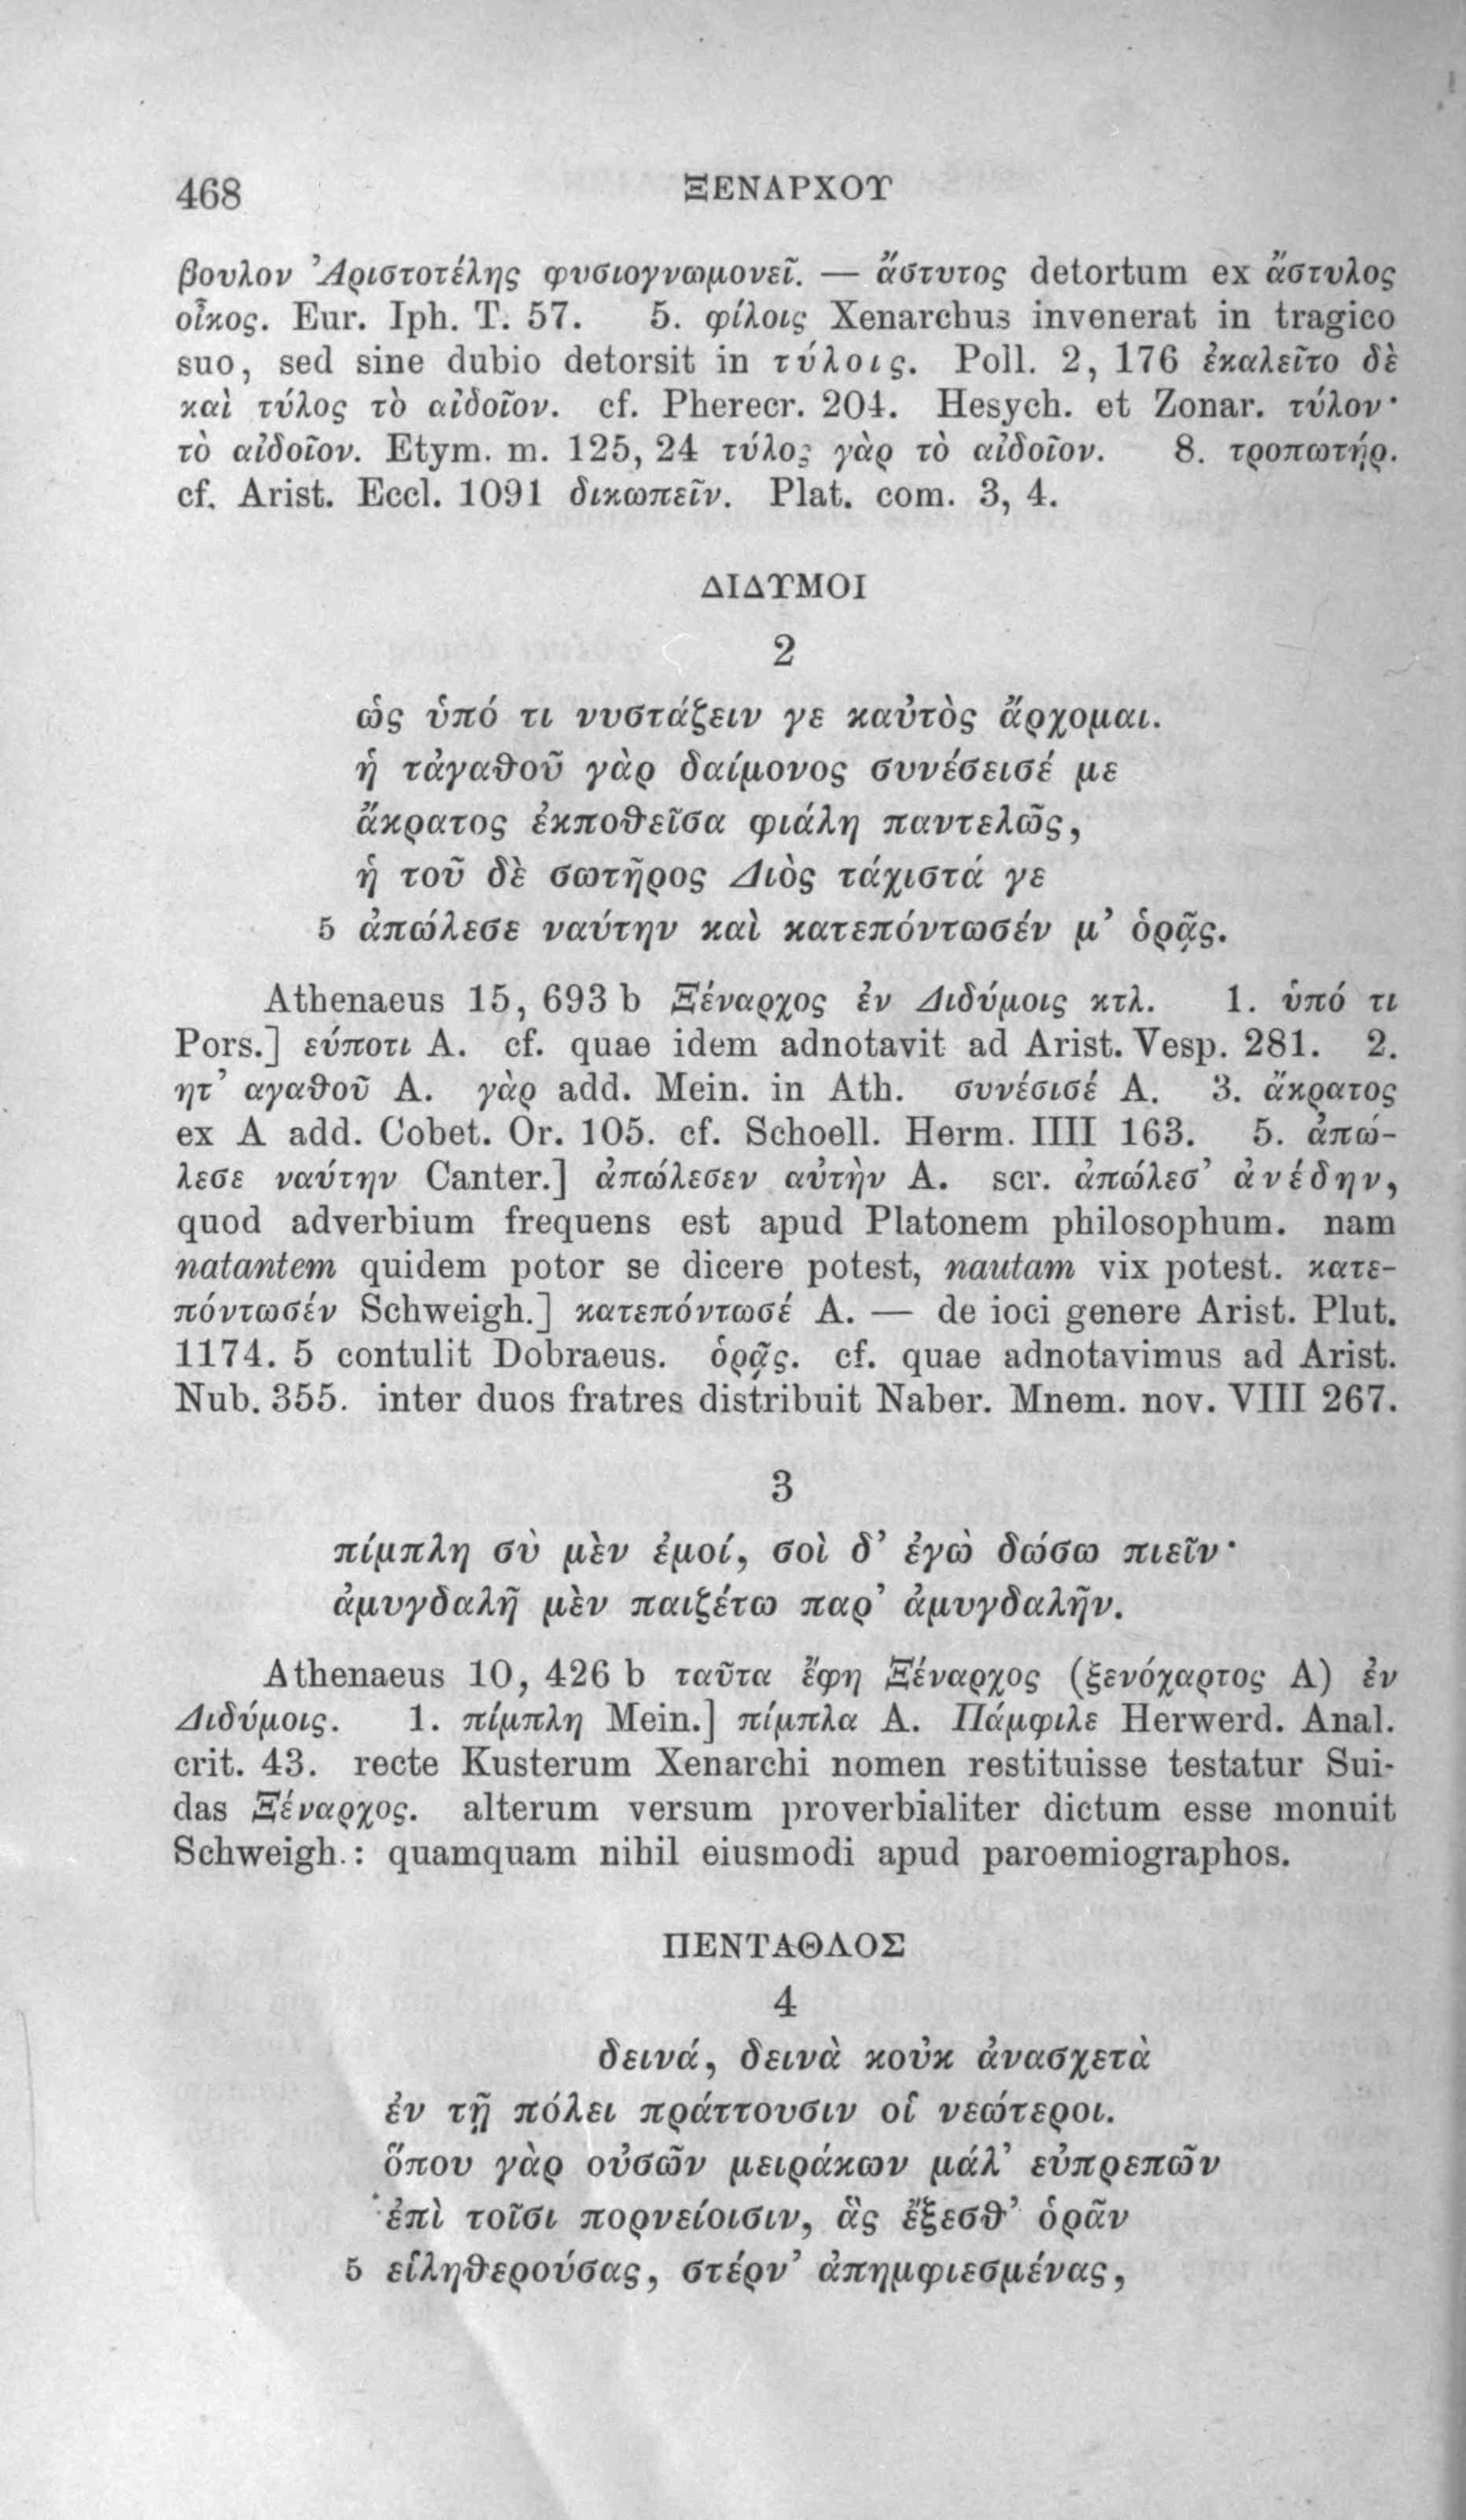 468 ΞΕΝΑΡΧΟΥ
βουλον Ἀριστοτέλης φυσιογνωμονεῖ. — ἄστυτος detortum ex ἄστυλος
οἶκος. Eur. Iph. T. 57. 5. φίλοις Xenarchus invenerat in tragico
suo, sed sine dubio detorsit in τύλοις. Poll. 2, 176 ἐκαλεῖτο δὲ
καὶ τύλος τὸ αἰδοῖον. cf. Pherecr. 204. Hesych. et Zonar. τύλον·
τὸ αἰδοῖον. Etym. m. 125, 24 τύλος γὰρ τὸ αἰδοῖον. 8. τροπωτήρ.
cf. Arist. Eccl. 1091 δικωπεῖν. Plat. com. 3, 4.
ΔΙΔΥΜΟΙ
2
ὡς ὑπό τι νυστάζειν γε καὐτὸς ἄρχομαι.
ἡ τἀγαθοῦ γὰρ δαίμονος συνέσεισέ με
ἄκρατος ἐκποθεῖσα φιάλη παντελῶς,
ἡ τοῦ δὲ σωτῆρος Διὸς τάχιστά γε
5 ἀπώλεσε ναύτην καὶ κατεπόντωσέν μ’ ὁρᾷς.
Athenaeus 15, 693 b Ξέναρχος ἐν Διδύμοις κτλ. 1. ὑπό τι
Pors.] εύποτι A. cf. quae idem adnotavit ad Arist. Vesp. 281. 2.
ητ’ αγαθοῦ A. γὰρ add. Mein. in Ath. συνέσισέ A. 3. ἄκρατος
ex A add. Cobet. Or. 105. cf. Schoell. Herm. IIII 163. 5. ἀπώ-
λεσε ναύτην Canter.] ἀπώλεσεν αὐτὴν A. scr. ἀπώλεσ’ ἀνέδην,
quod adverbium frequens est apud Platonem philosophum. nam
natantem quidem potor se dicere potest, nautam vix potest. κατε-
πόντωσέν Schweigh.] κατεπόντωσέ A. — de ioci genere Arist. Plut.
1174. 5 contulit Dobraeus. ὁρᾷς. cf. quae adnotavimus ad Arist.
Nub. 355. inter duos fratres distribuit Naber. Mnem. nov. VIII 267.
3
πίμπλη σὺ μὲν ἐμοί, σοὶ δ’ ἐγὼ δώσω πιεῖν·
ἀμυγδαλῆ μὲν παιζέτω παρ’ ἀμυγδαλῆν.
Athenaeus 10, 426 b ταῦτα ἔφη Ξέναρχος (ξενόχαρτος A) ἐν
Διδύμοις. 1. πίμπλη Mein.] πίμπλα A. Πάμφιλε Herwerd. Anal.
crit. 43. recte Kusterum Xenarchi nomen restituisse testatur Sui-
das Ξέναρχος. alterum versum proverbialiter dictum esse monuit
Schweigh.: quamquam nihil eiusmodi apud paroemiographos.
ΠΕΝΤΑΘΛΟΣ
4
δεινά, δεινὰ κοὐκ ἀνασχετὰ
ἐν τῇ πόλει πράττουσιν οἱ νεώτεροι.
ὅπου γὰρ οὐσῶν μειράκων μάλ’ εὐπρεπῶν
ἐπὶ τοῖσι πορνείοισιν, ἃς ἔξεσθ’ ὁρᾶν
5 εἱληθερούσας, στέρν’ ἀπημφιεσμένας,